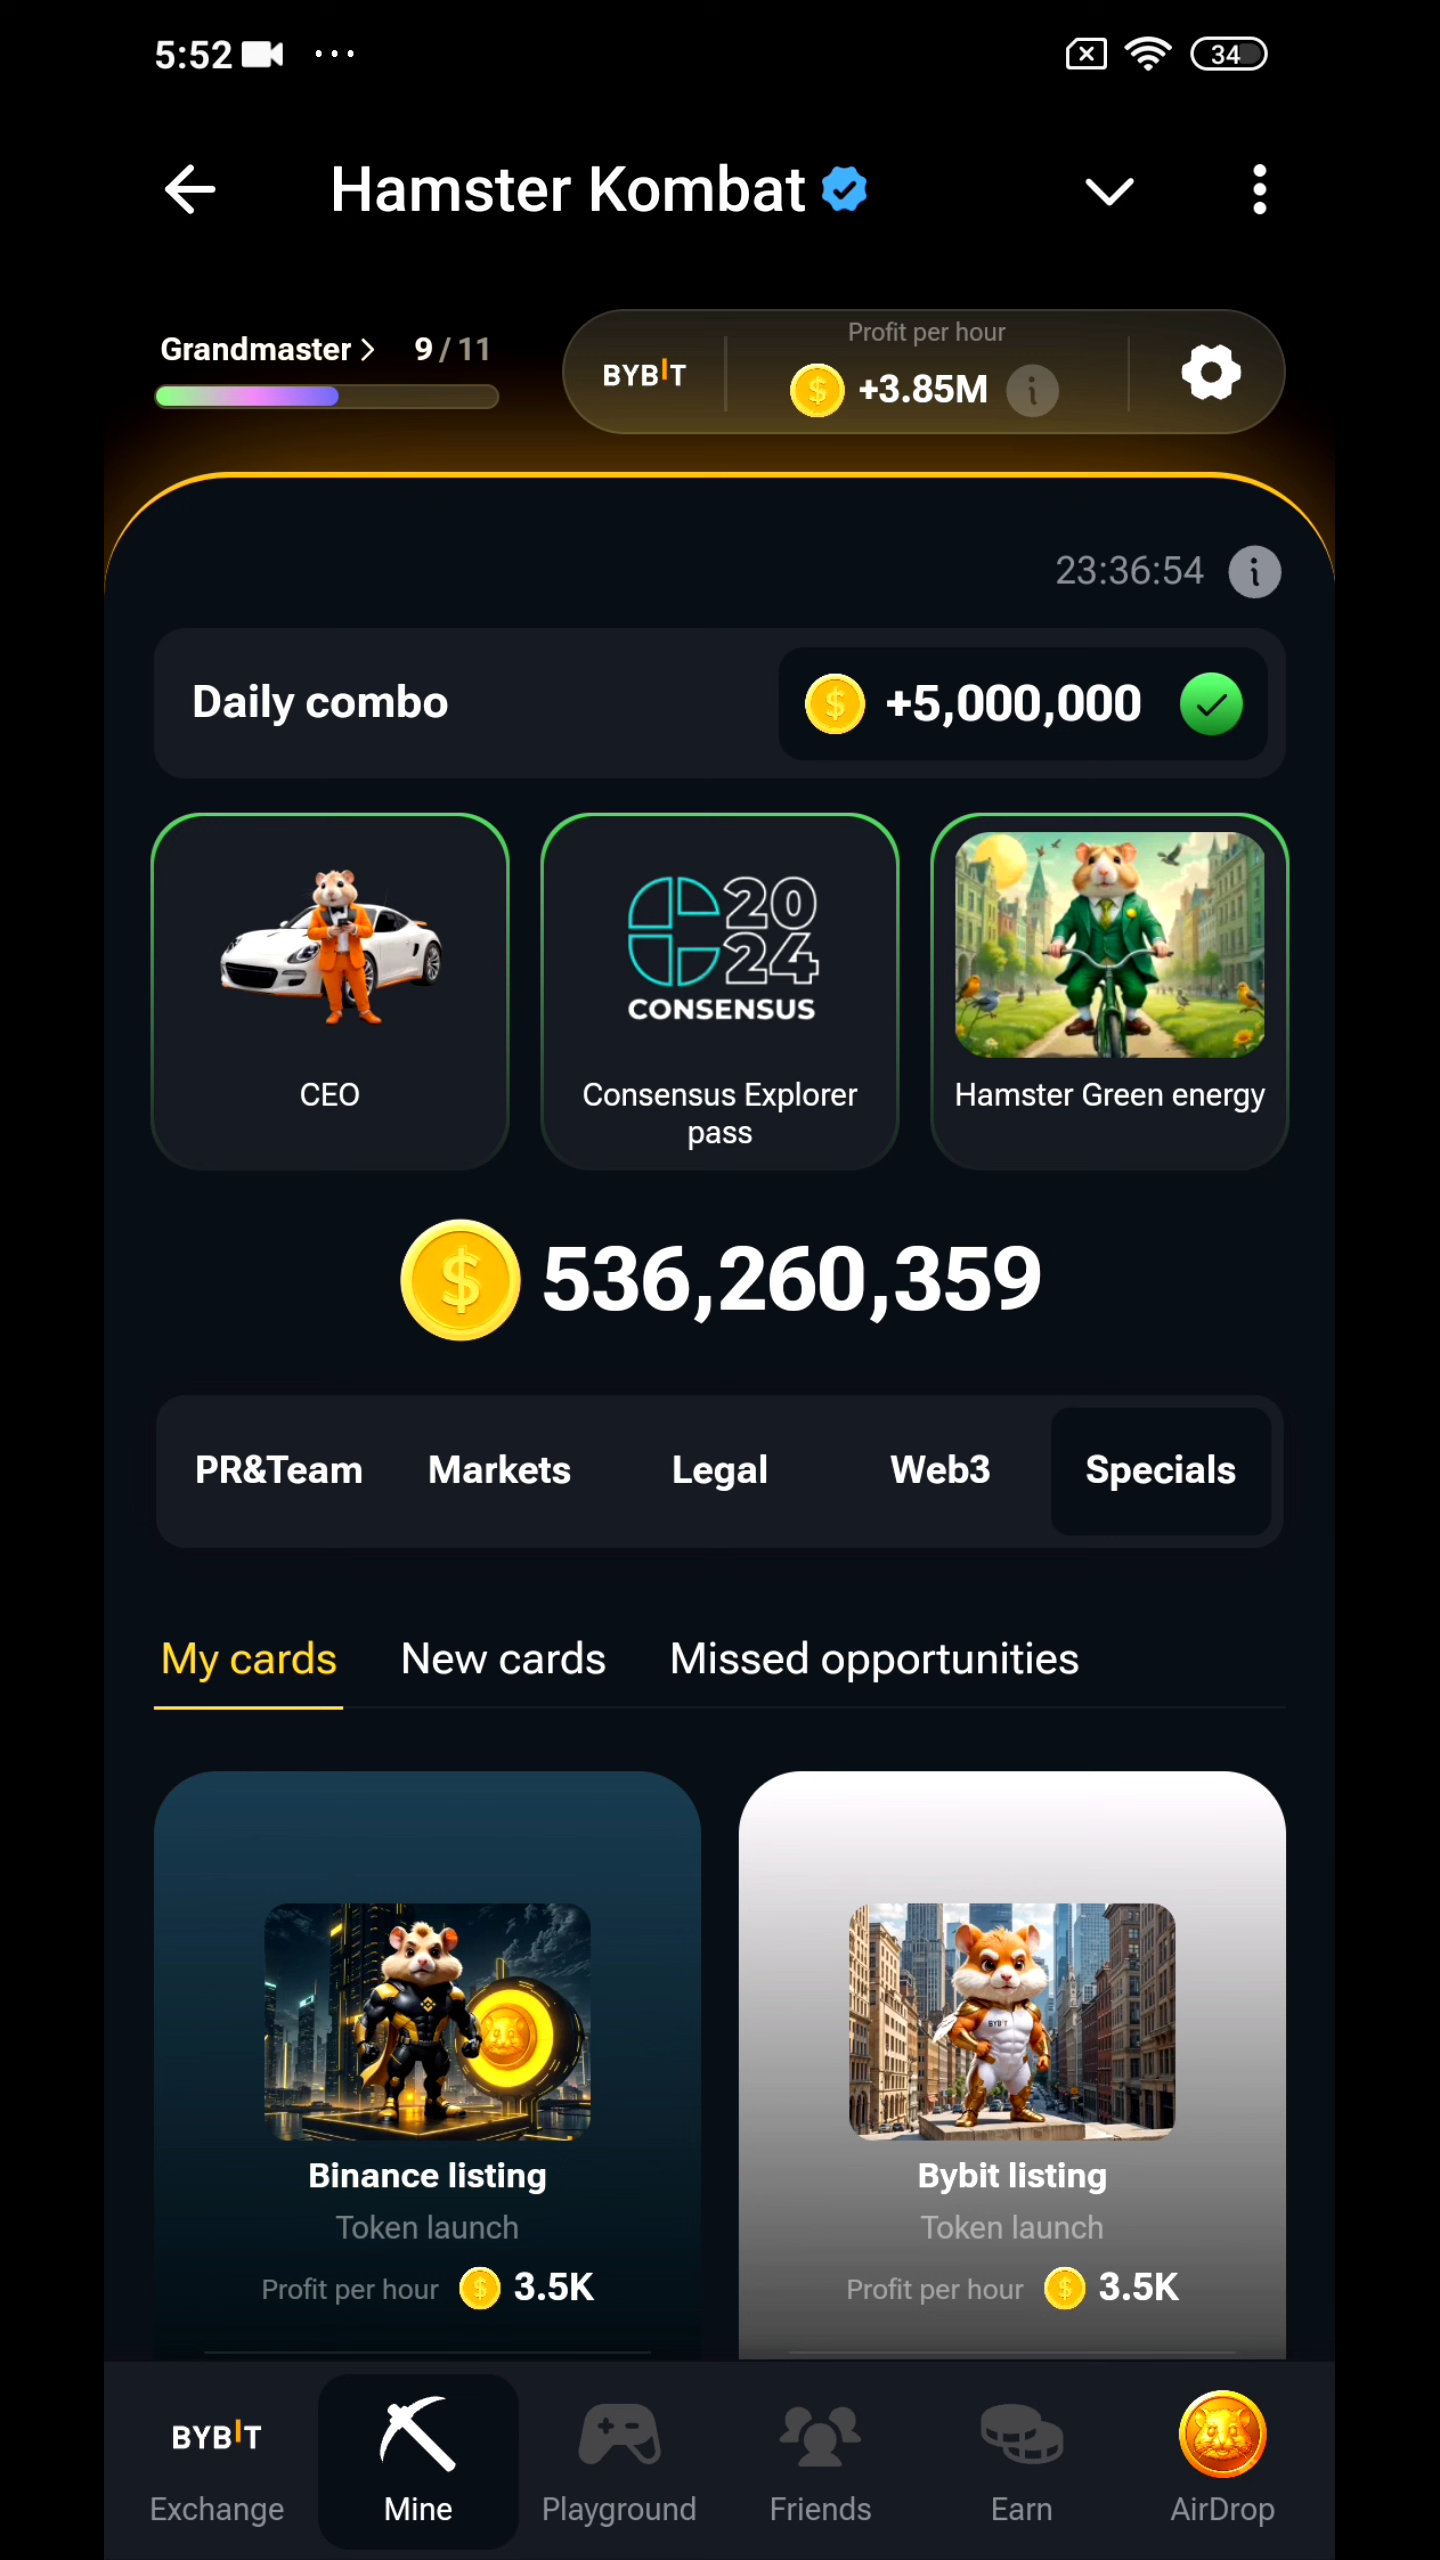 5:52
34
Hamster Kombat
Grandmaster > 9 / 11
BYBIT
Profit per hour
+3.85M
23:36:54
Daily combo
+5,000,000
CEO
20
24
CONSENSUS
Consensus Explorer
pass
Hamster Green energy
536,260,359
PR&Team Markets Legal Web3 Specials
My cards New cards Missed opportunities
BYBIT
Binance listing
Token launch
Profit per hour 3.5K
Bybit listing
Token launch
Profit per hour 3.5K
BYBIT
Exchange Mine Playground Friends Earn AirDrop